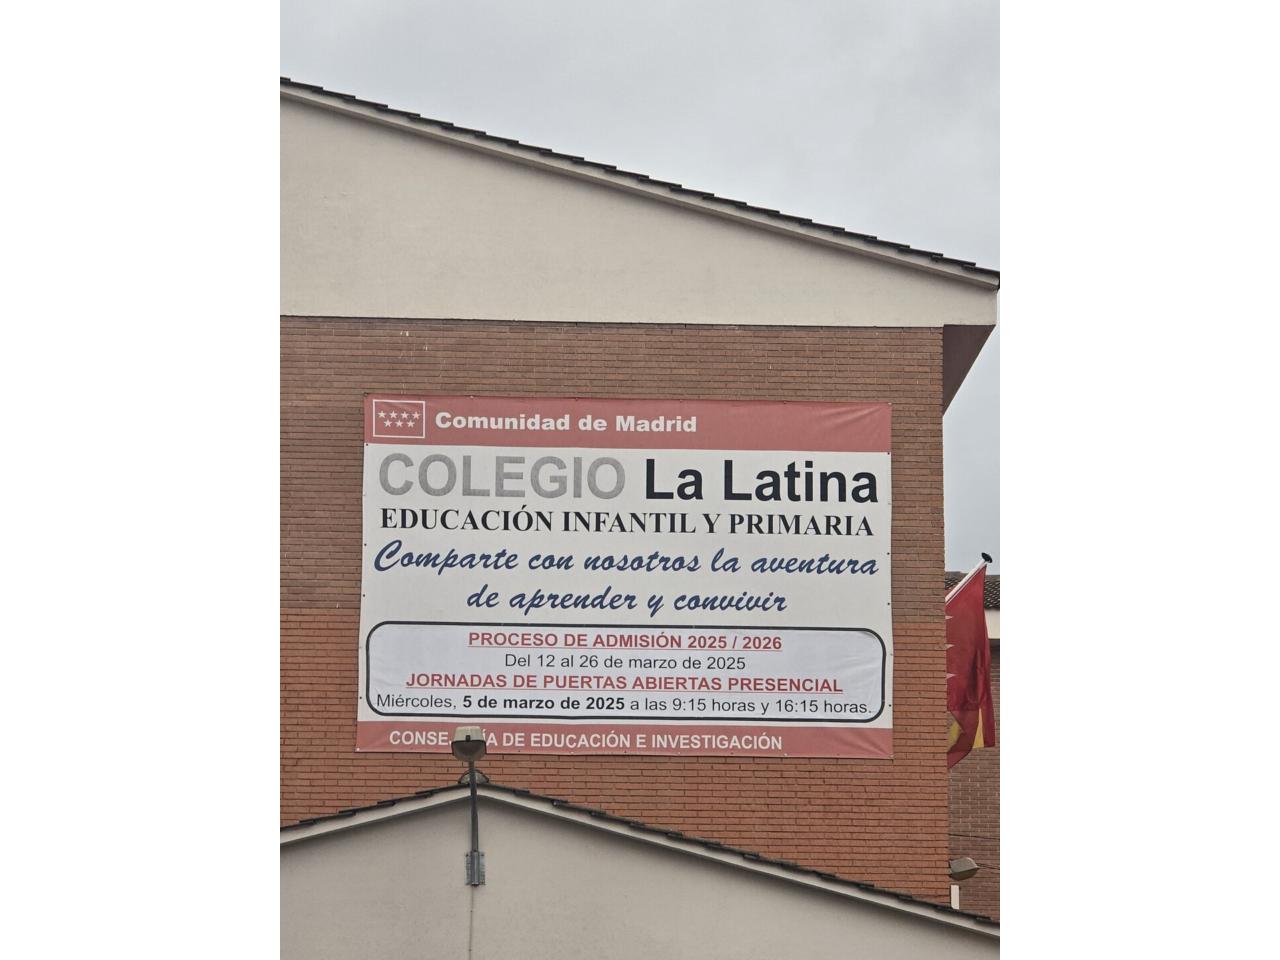 Comunidad de Madrid
COLEGIO La Latina
EDUCACIÓN INFANTIL Y PRIMARIA
Comparte con nosotros la aventura
de aprender y convivir
PROCESO DE ADMISIÓN 2025 / 2026
Del 12 al 26 de marzo de 2025
JORNADAS DE PUERTAS ABIERTAS PRESENCIAL
Miércoles, 5 de marzo de 2025 a las 9:15 horas y 16:15 horas.
DE EDUCACIÓN E INVESTIGACIÓN